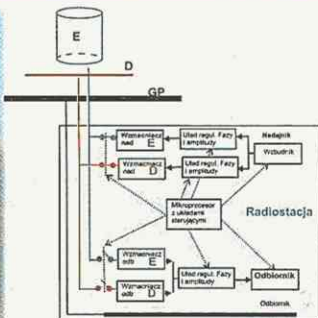 E
D
GP
Wzmacniacz
nad E
Układ regul. Fazy
i amplitudy
Nadajnik
Wzbudnik
Wzmacniacz
nad D
Układ regul. Fazy
i amplitudy
Mikroprocesor
z układami
sterującymi
Radiostacja
Wzmacniacz
odb E
Układ regul. Fazy
i amplitudy
Odbiornik
Wzmacniacz
odb D
Odbiornik